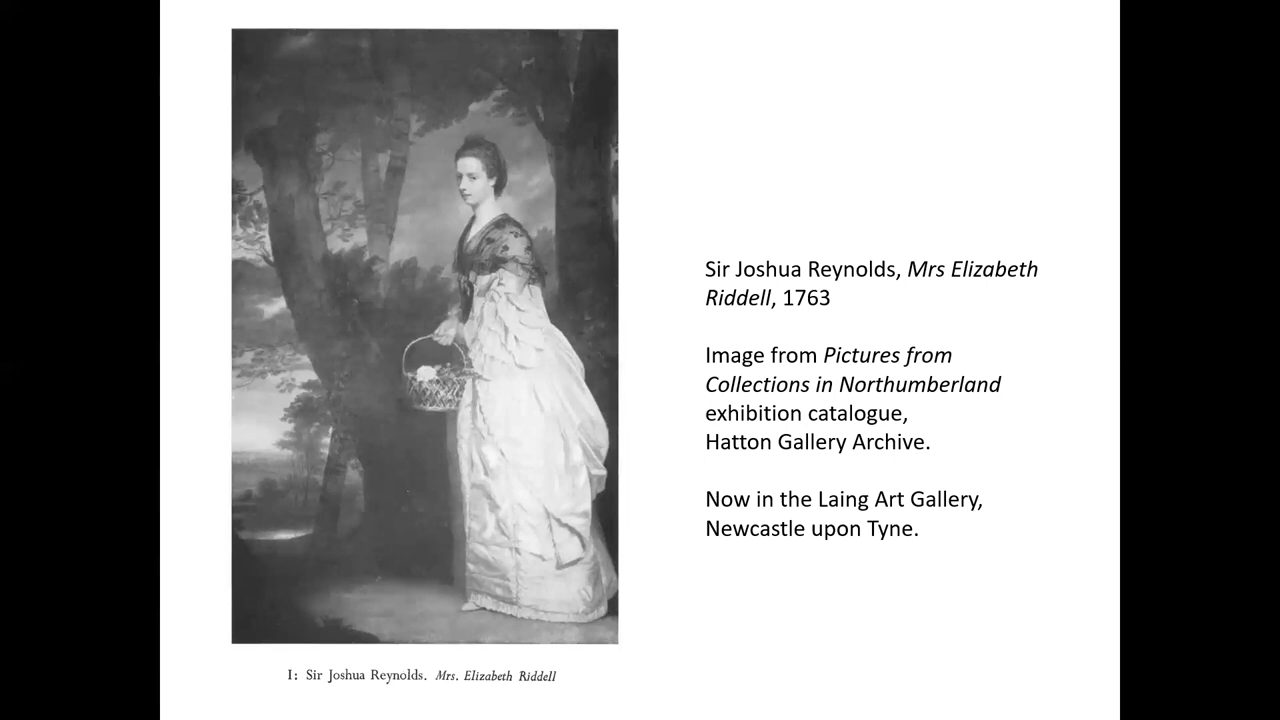 Sir Joshua Reynolds, Mrs Elizabeth
Riddell, 1763
Image from Pictures from
Collections in Northumberland
exhibition catalogue,
Hatton Gallery Archive.
Now in the Laing Art Gallery,
Newcastle upon Tyne.
I: Sir Joshua Reynolds. Mrs. Elizabeth Riddell